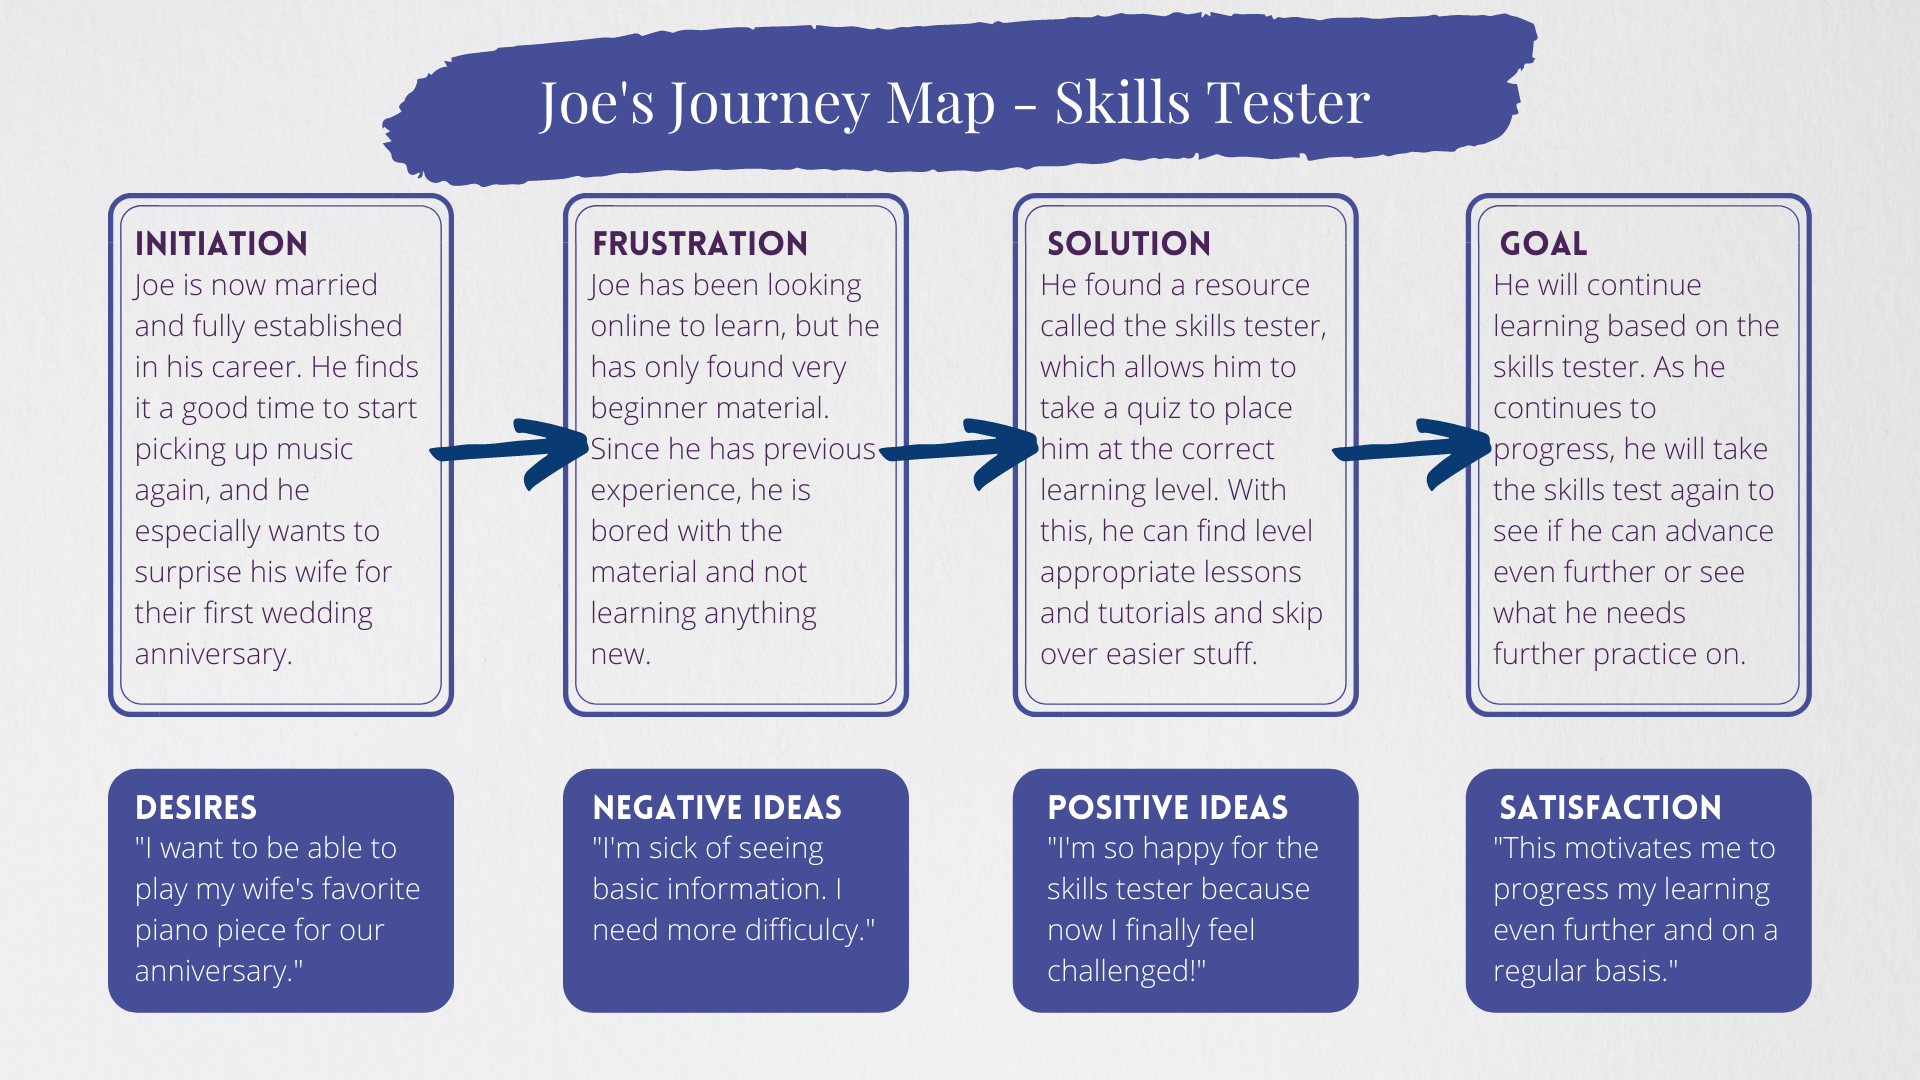 Joe's Journey Map - Skills Tester
INITIATION
Joe is now married
and fully established
in his career. He finds
it a good time to start
picking up music
again, and he
especially wants to
surprise his wife for
their first wedding
anniversary.
FRUSTRATION
Joe has been looking
online to learn, but he
has only found very
beginner material.
Since he has previous
experience, he is
bored with the
material and not
learning anything
new.
SOLUTION
He found a resource
called the skills tester,
which allows him to
take a quiz to place
him at the correct
learning level. With
this, he can find level
appropriate lessons
and tutorials and skip
over easier stuff.
GOAL
He will continue
learning based on the
skills tester. As he
continues to
progress, he will take
the skills test again to
see if he can advance
even further or see
what he needs
further practice on.
DESIRES
"I want to be able to
play my wife's favorite
piano piece for our
anniversary."
NEGATIVE IDEAS
"I'm sick of seeing
basic information. I
need more difficulcy."
POSITIVE IDEAS
"I'm so happy for the
skills tester because
now I finally feel
challenged!"
SATISFACTION
"This motivates me to
progress my learning
even further and on a
regular basis."